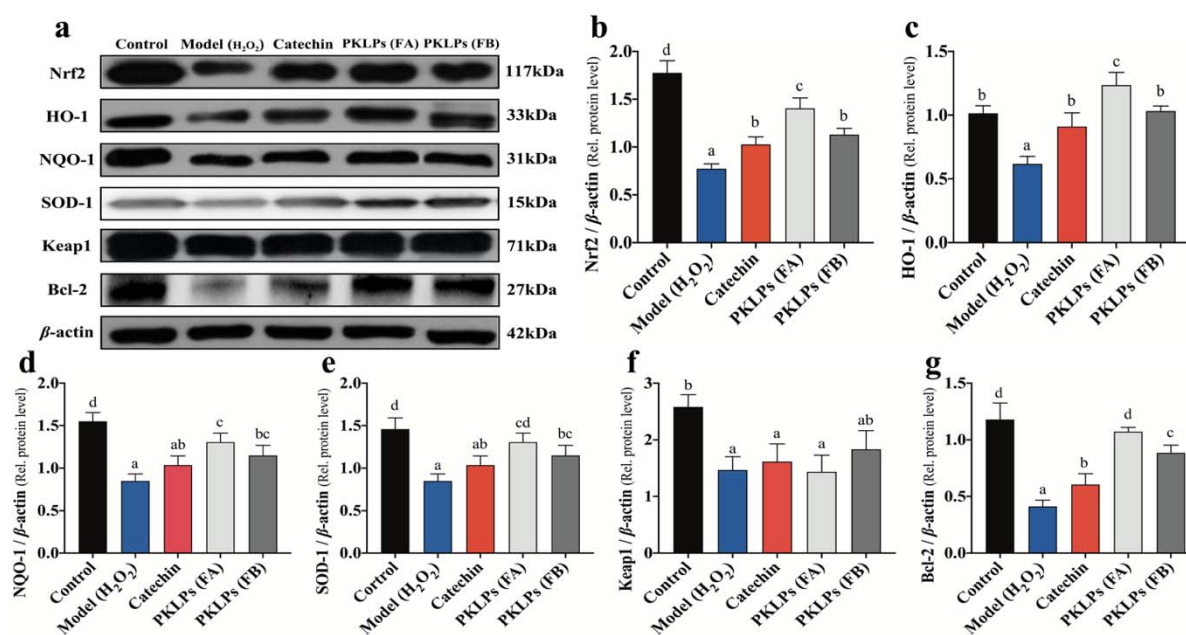 a
Control Model (H₂O₂) Catechin PKLPs (FA) PKLPs (FB)
Nrf2 117kDa
HO-1 33kDa
NQO-1 31kDa
SOD-1 15kDa
Keap1 71kDa
Bcl-2 27kDa
β-actin 42kDa
b
Nrf2 / β-actin (Rel. protein level)
2.0
1.5
1.0
0.5
0.0
d a b c b
Control
Model (H₂O₂)
Catechin
PKLPs (FA)
PKLPs (FB)
c
HO-1 / β-actin (Rel. protein level)
1.5
1.0
0.5
0.0
b a b c b
Control
Model (H₂O₂)
Catechin
PKLPs (FA)
PKLPs (FB)
d
NQO-1 / β-actin (Rel. protein level)
2.0
1.5
1.0
0.5
0.0
d a ab c bc
Control
Model (H₂O₂)
Catechin
PKLPs (FA)
PKLPs (FB)
e
SOD-1 / β-actin (Rel. protein level)
2.0
1.5
1.0
0.5
0.0
d a ab cd bc
Control
Model (H₂O₂)
Catechin
PKLPs (FA)
PKLPs (FB)
f
Keap1 / β-actin (Rel. protein level)
3
2
1
0
b a a a ab
Control
Model (H₂O₂)
Catechin
PKLPs (FA)
PKLPs (FB)
g
Bcl-2 / β-actin (Rel. protein level)
1.5
1.0
0.5
0.0
d a b d c
Control
Model (H₂O₂)
Catechin
PKLPs (FA)
PKLPs (FB)